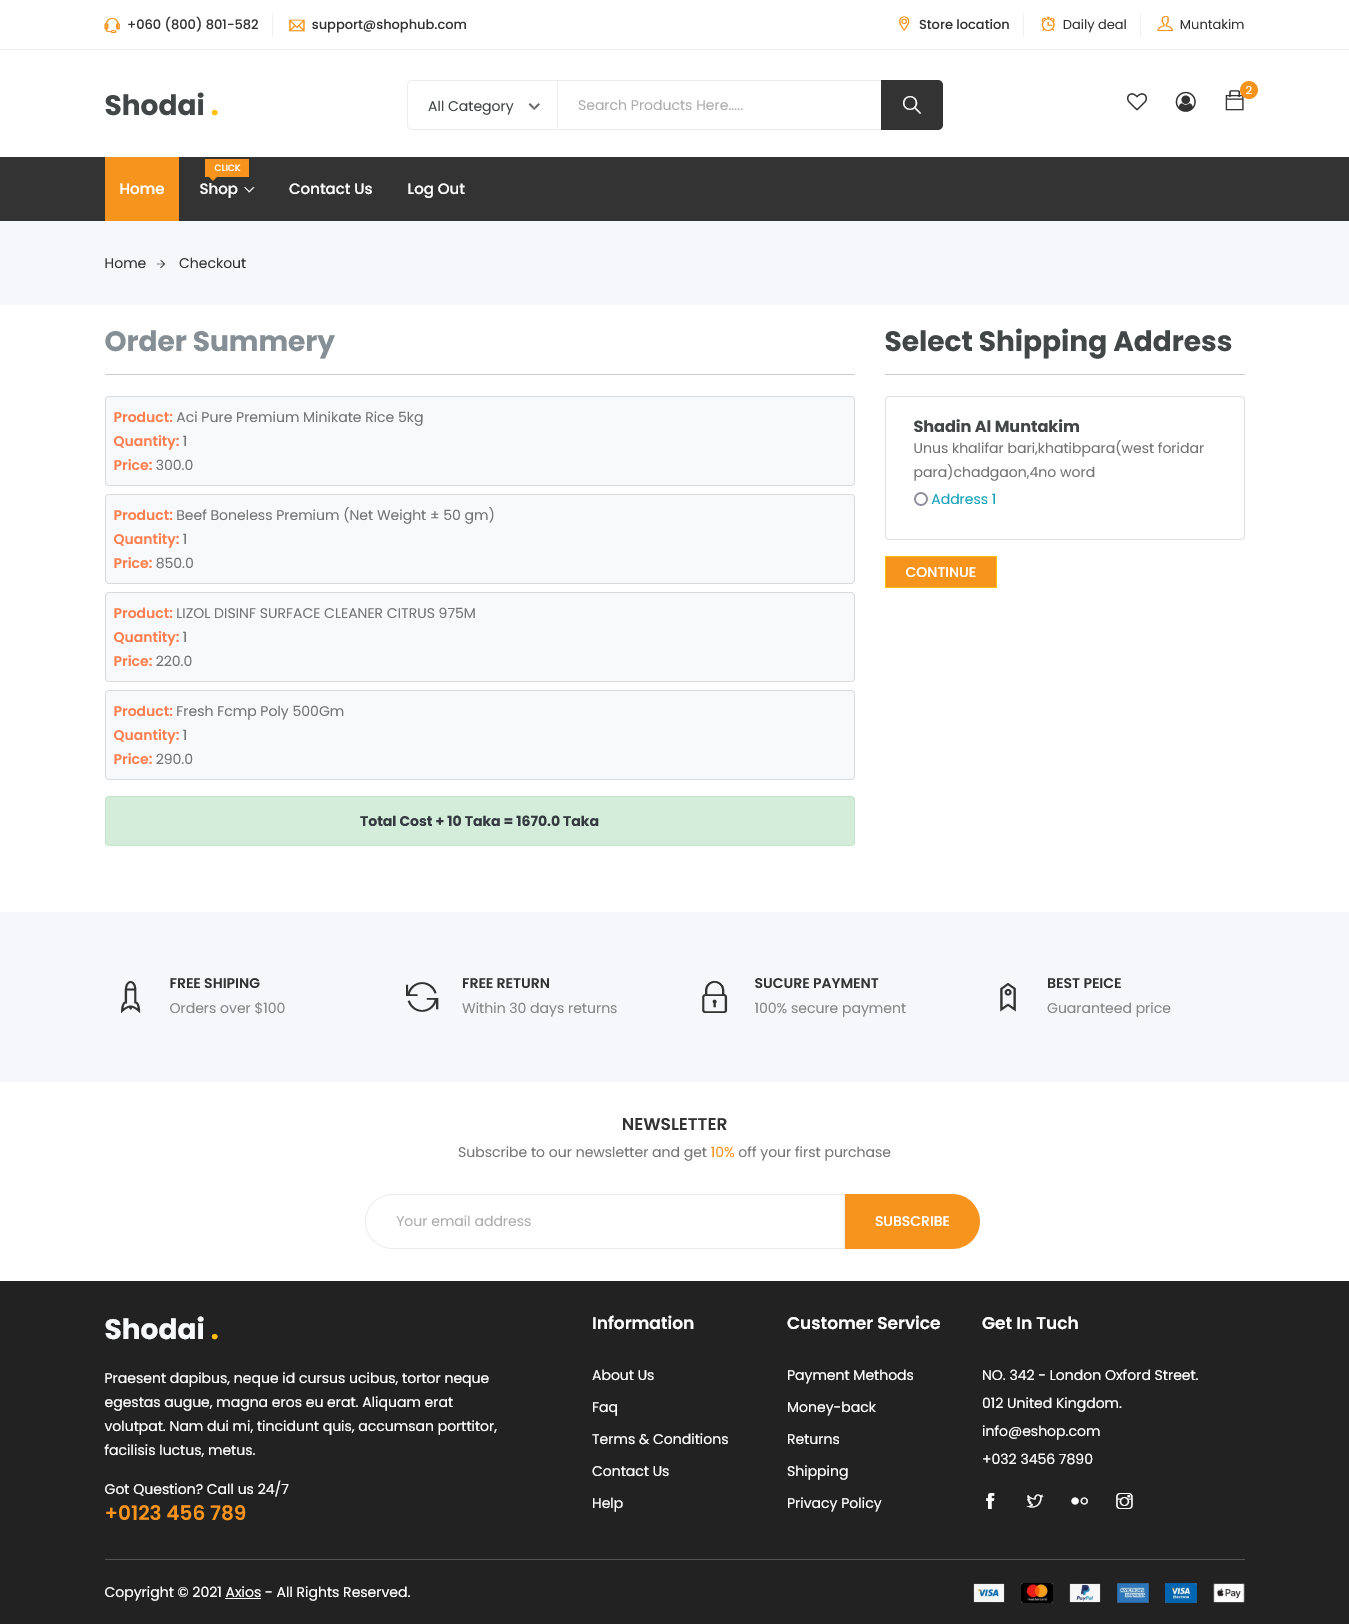 +060 (800) 801-582
support@shophub.com
Store location
Daily deal
Muntakim
Shodai .
All Category
Search Products Here.....
2
CLICK
Home
Shop
Contact Us
Log Out
Home
Checkout
Order Summery
Product: Aci Pure Premium Minikate Rice 5kg
Quantity: 1
Price: 300.0
Product: Beef Boneless Premium (Net Weight ± 50 gm)
Quantity: 1
Price: 850.0
Product: LIZOL DISINF SURFACE CLEANER CITRUS 975M
Quantity: 1
Price: 220.0
Product: Fresh Fcmp Poly 500Gm
Quantity: 1
Price: 290.0
Total Cost + 10 Taka = 1670.0 Taka
Select Shipping Address
Shadin Al Muntakim
Unus khalifar bari,khatibpara(west foridar
para)chadgaon,4no word
Address 1
CONTINUE
FREE SHIPING
Orders over $100
FREE RETURN
Within 30 days returns
SUCURE PAYMENT
100% secure payment
BEST PEICE
Guaranteed price
NEWSLETTER
Subscribe to our newsletter and get 10% off your first purchase
Your email address
SUBSCRIBE
Shodai .
Praesent dapibus, neque id cursus ucibus, tortor neque
egestas augue, magna eros eu erat. Aliquam erat
volutpat. Nam dui mi, tincidunt quis, accumsan porttitor,
facilisis luctus, metus.
Got Question? Call us 24/7
+0123 456 789
Information
About Us
Faq
Terms & Conditions
Contact Us
Help
Customer Service
Payment Methods
Money-back
Returns
Shipping
Privacy Policy
Get In Tuch
NO. 342 - London Oxford Street.
012 United Kingdom.
info@eshop.com
+032 3456 7890
Copyright © 2021 Axios - All Rights Reserved.
VISA
PayPal
VISA
Pay